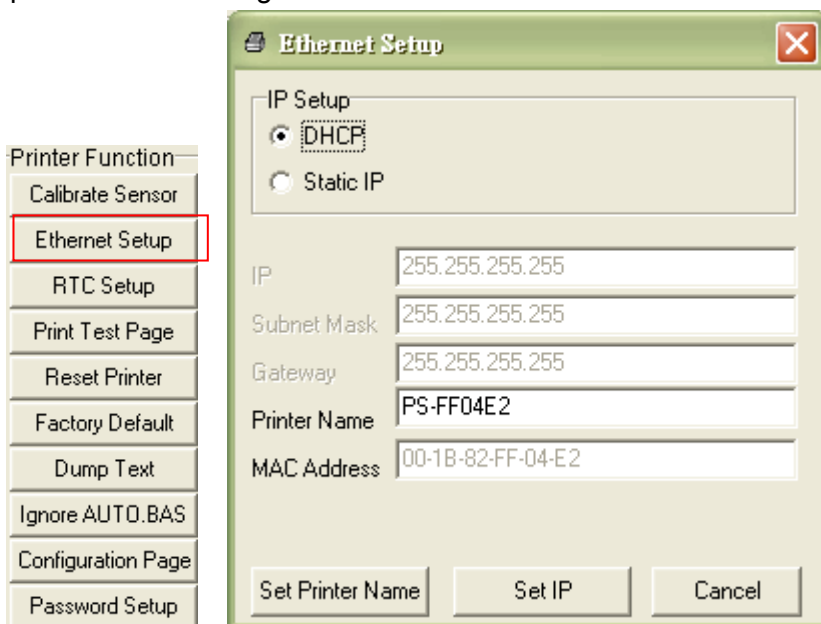 Printer Function
Calibrate Sensor
Ethernet Setup
RTC Setup
Print Test Page
Reset Printer
Factory Default
Dump Text
Ignore AUTO.BAS
Configuration Page
Password Setup
Ethernet Setup
IP Setup
DHCP
Static IP
IP 255.255.255.255
Subnet Mask 255.255.255.255
Gateway 255.255.255.255
Printer Name PS-FF04E2
MAC Address 00-1B-82-FF-04-E2
Set Printer Name Set IP Cancel